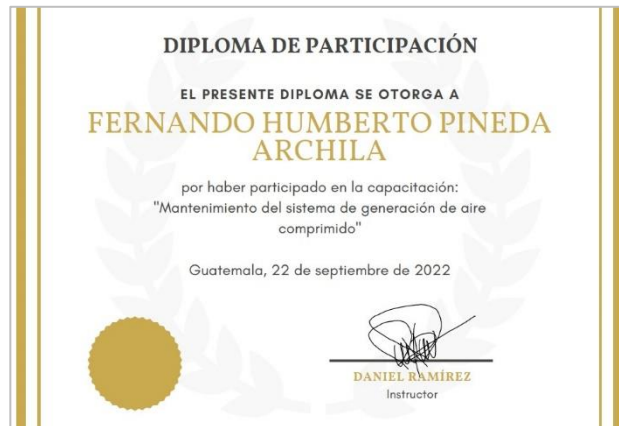 DIPLOMA DE PARTICIPACIÓN
EL PRESENTE DIPLOMA SE OTORGA A
FERNANDO HUMBERTO PINEDA
ARCHILA
por haber participado en la capacitación:
"Mantenimiento del sistema de generación de aire
comprimido"
Guatemala, 22 de septiembre de 2022
DANIEL RAMÍREZ
Instructor